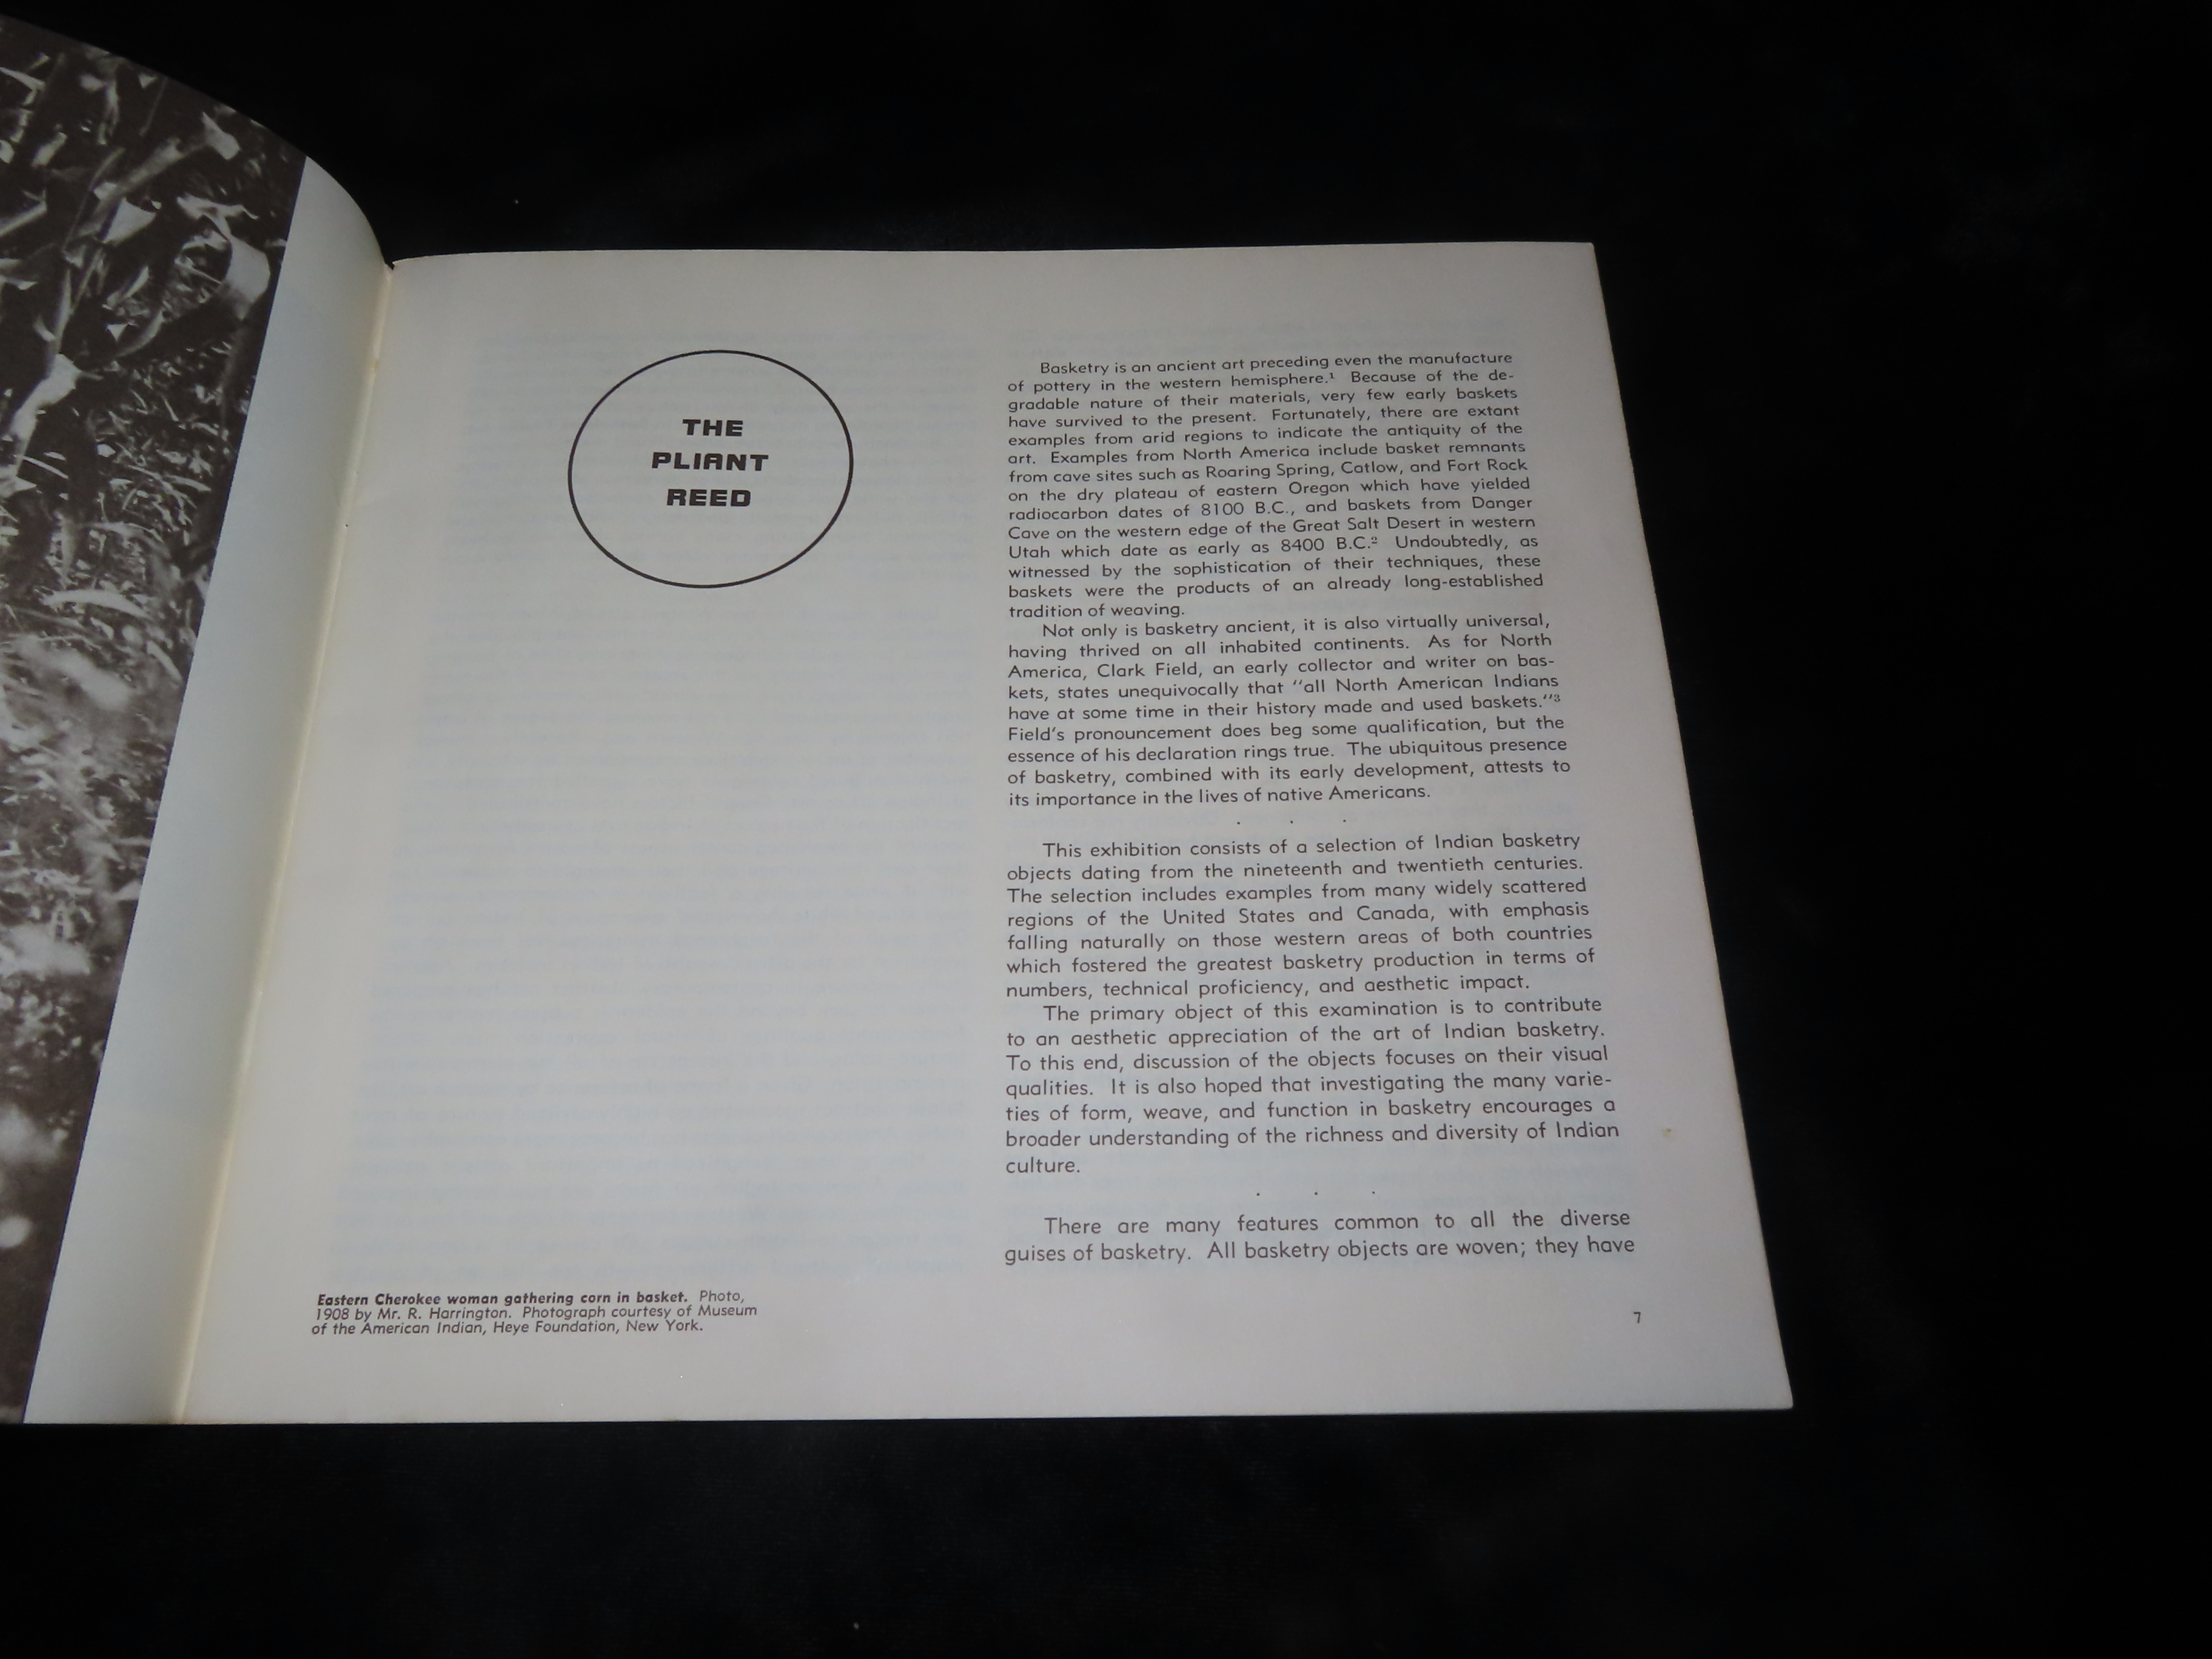 THE
PLIANT
REED
Eastern Cherokee woman gathering corn in basket. Photo,
1908 by Mr. R. Harrington. Photograph courtesy of Museum
of the American Indian, Heye Foundation, New York.
Basketry is an ancient art preceding even the manufacture
of pottery in the western hemisphere.¹ Because of the de-
gradable nature of their materials, very few early baskets
have survived to the present. Fortunately, there are extant
examples from arid regions to indicate the antiquity of the
art. Examples from North America include basket remnants
from cave sites such as Roaring Spring, Catlow, and Fort Rock
on the dry plateau of eastern Oregon which have yielded
radiocarbon dates of 8100 B.C., and baskets from Danger
Cave on the western edge of the Great Salt Desert in western
Utah which date as early as 8400 B.C.² Undoubtedly, as
witnessed by the sophistication of their techniques, these
baskets were the products of an already long-established
tradition of weaving.
Not only is basketry ancient, it is also virtually universal,
having thrived on all inhabited continents. As for North
America, Clark Field, an early collector and writer on bas-
kets, states unequivocally that "all North American Indians
have at some time in their history made and used baskets."³
Field's pronouncement does beg some qualification, but the
essence of his declaration rings true. The ubiquitous presence
of basketry, combined with its early development, attests to
its importance in the lives of native Americans.
. . .
This exhibition consists of a selection of Indian basketry
objects dating from the nineteenth and twentieth centuries.
The selection includes examples from many widely scattered
regions of the United States and Canada, with emphasis
falling naturally on those western areas of both countries
which fostered the greatest basketry production in terms of
numbers, technical proficiency, and aesthetic impact.
The primary object of this examination is to contribute
to an aesthetic appreciation of the art of Indian basketry.
To this end, discussion of the objects focuses on their visual
qualities. It is also hoped that investigating the many varie-
ties of form, weave, and function in basketry encourages a
broader understanding of the richness and diversity of Indian
culture.
. . .
There are many features common to all the diverse
guises of basketry. All basketry objects are woven; they have
7